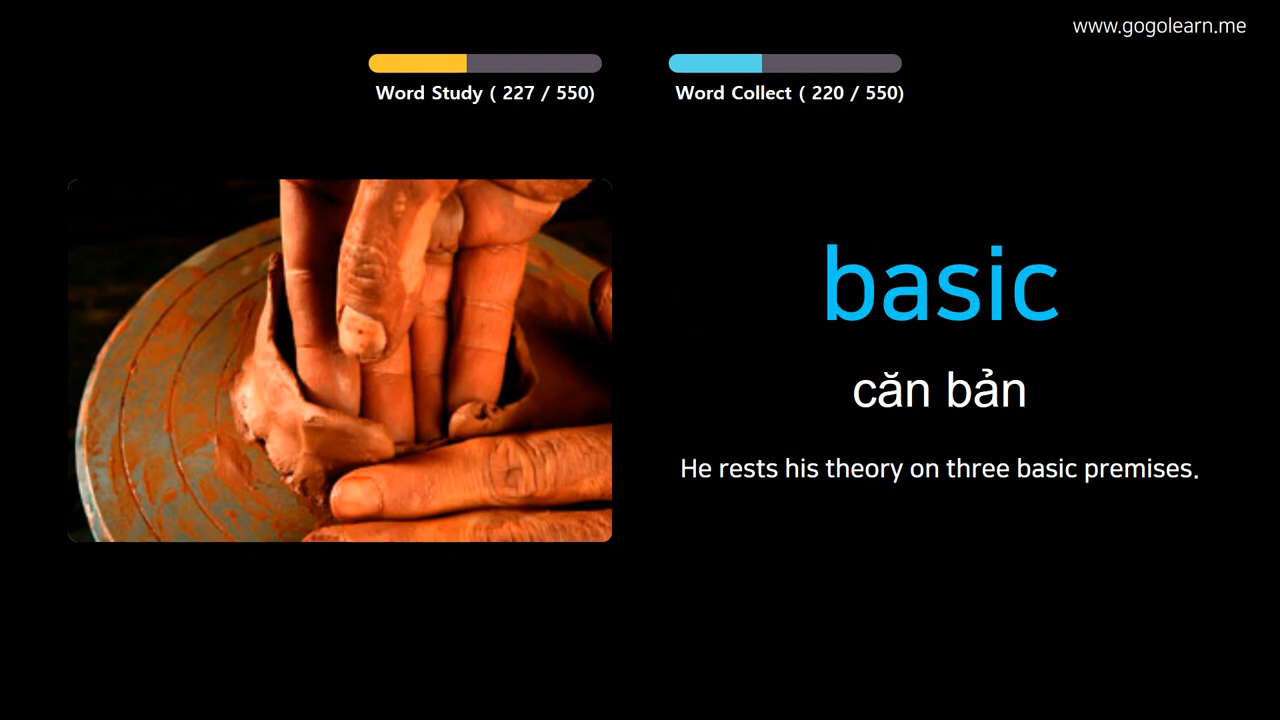 www.gogolearn.me
Word Study ( 227 / 550)
Word Collect ( 220 / 550)
basic
căn bản
He rests his theory on three basic premises.